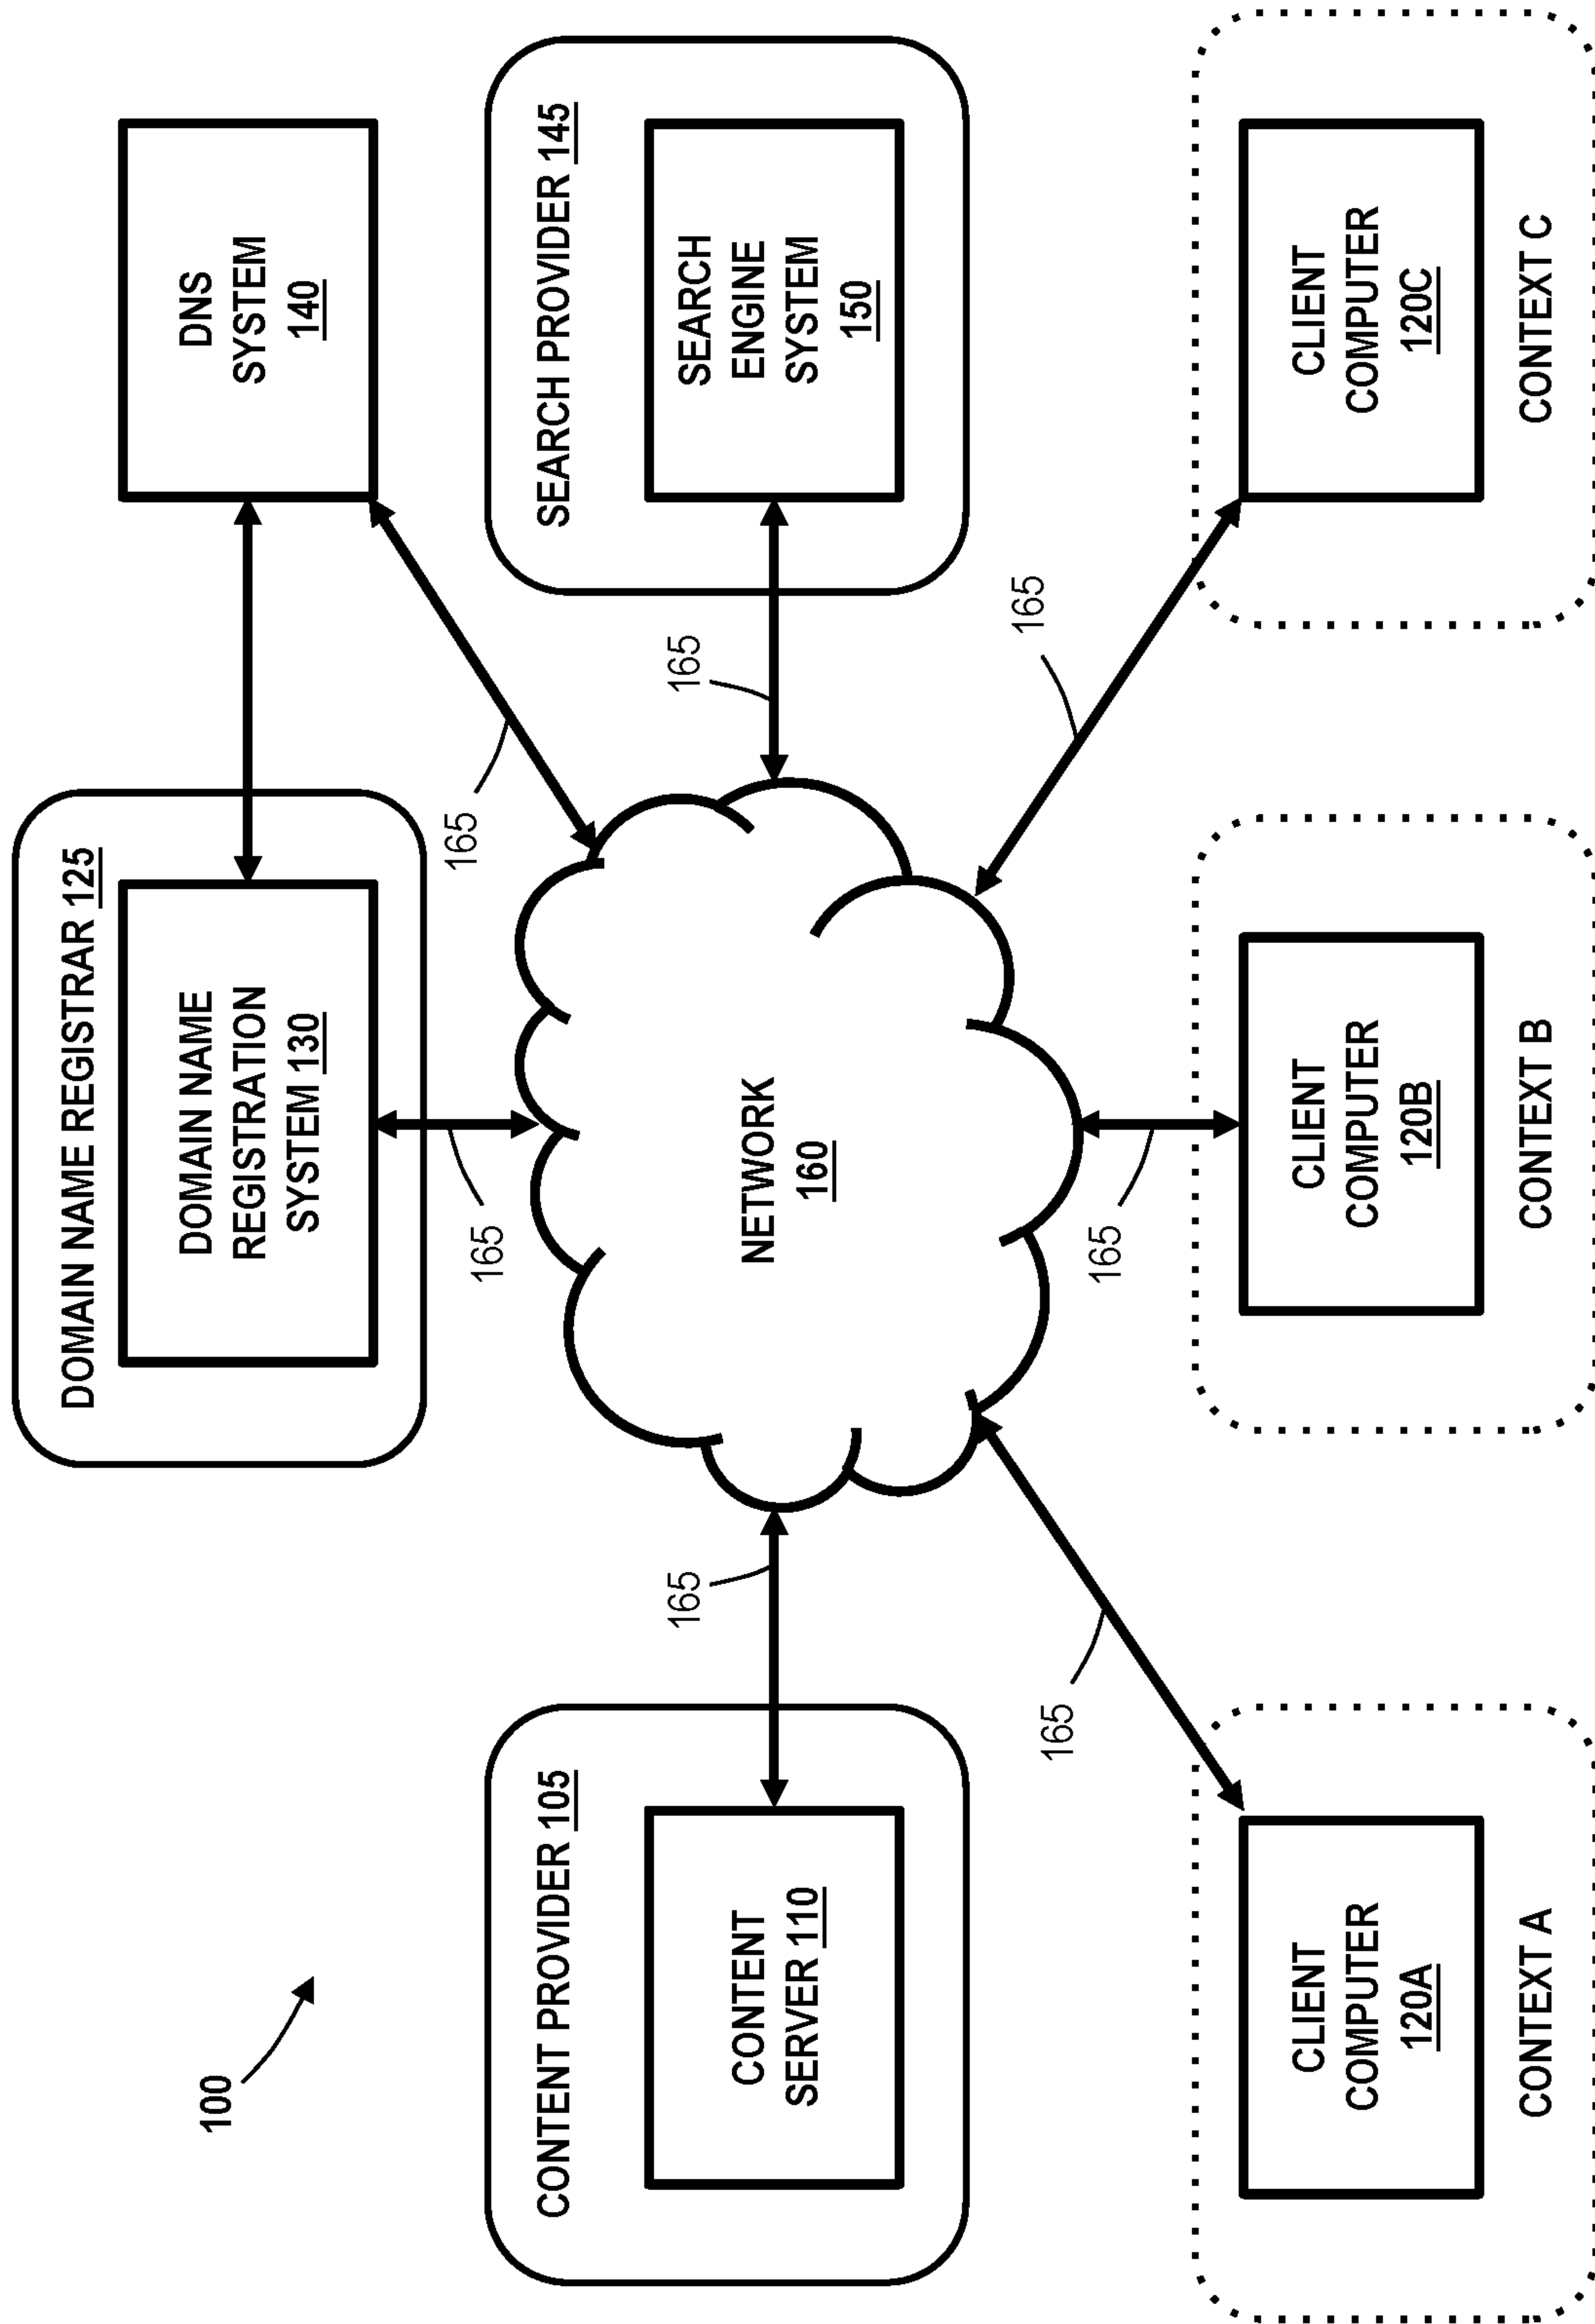 100
DOMAIN NAME REGISTRAR 125
DOMAIN NAME
REGISTRATION
SYSTEM 130
DNS
SYSTEM
140
165
165
CONTENT PROVIDER 105
CONTENT
SERVER 110
165
NETWORK
160
165
SEARCH PROVIDER 145
SEARCH
ENGINE
SYSTEM
150
165
165
165
CLIENT
COMPUTER
120A
CONTEXT A
CLIENT
COMPUTER
120B
CONTEXT B
CLIENT
COMPUTER
120C
CONTEXT C